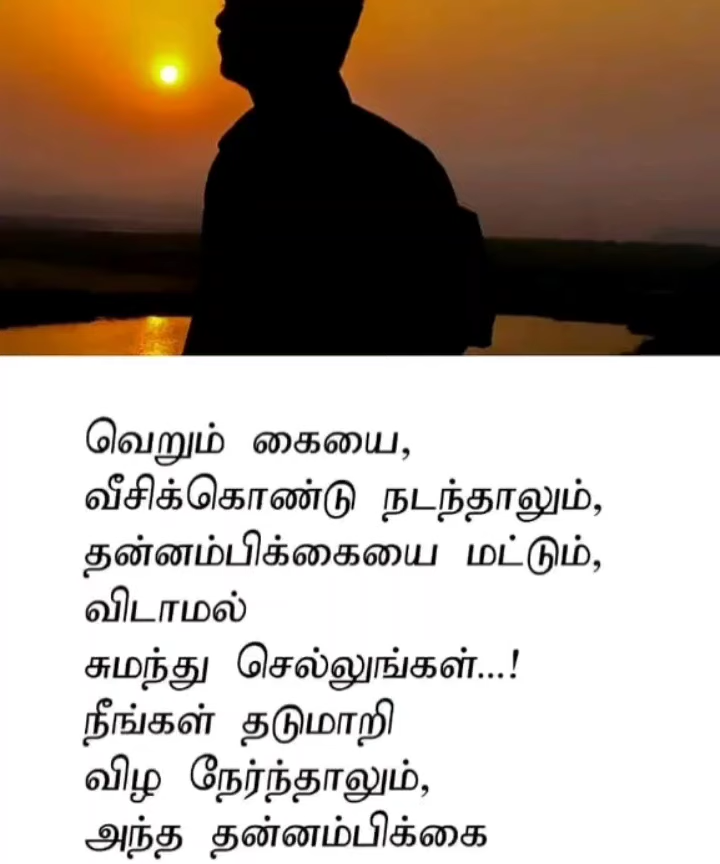 வெறும் கையை,
வீசிக்கொண்டு நடந்தாலும்,
தன்னம்பிக்கையை மட்டும்,
விடாமல்
சுமந்து செல்லுங்கள்...!
நீங்கள் தடுமாறி
விழ நேர்ந்தாலும்,
அந்த தன்னம்பிக்கை